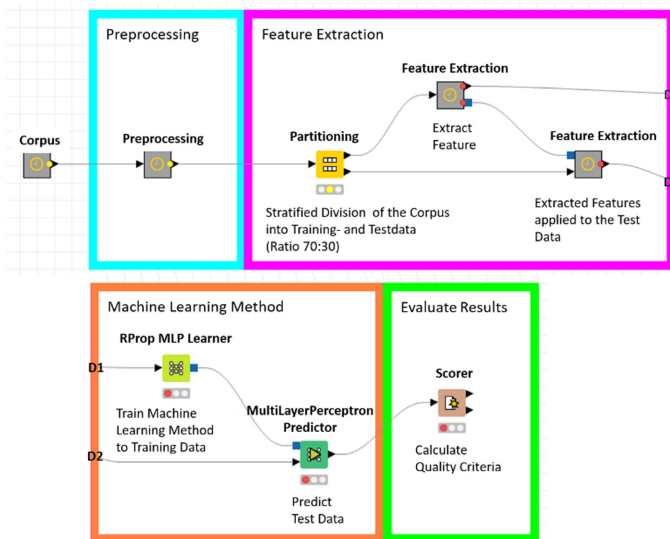 Preprocessing
Feature Extraction
Feature Extraction
Corpus
Preprocessing
Partitioning
Extract
Feature
Feature Extraction
Stratified Division of the Corpus
into Training- and Testdata
(Ratio 70:30)
Extracted Features
applied to the Test
Data
Machine Learning Method
Evaluate Results
RProp MLP Learner
D1
Scorer
Train Machine
Learning Method
to Training Data
MultiLayerPerceptron
Predictor
D2
Calculate
Quality Criteria
Predict
Test Data